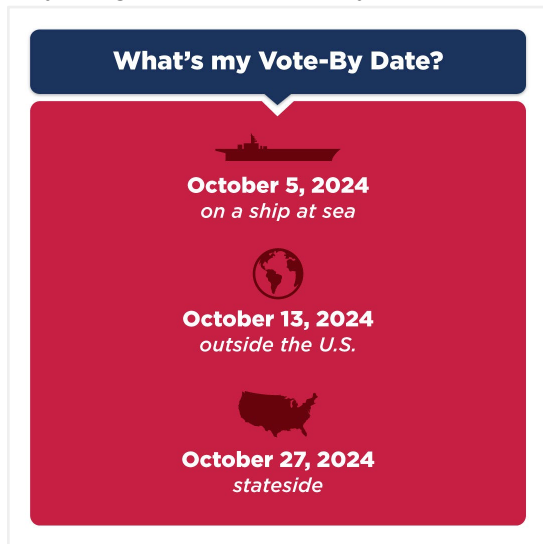 What's my Vote-By Date?
October 5, 2024
on a ship at sea
October 13, 2024
outside the U.S.
October 27, 2024
stateside